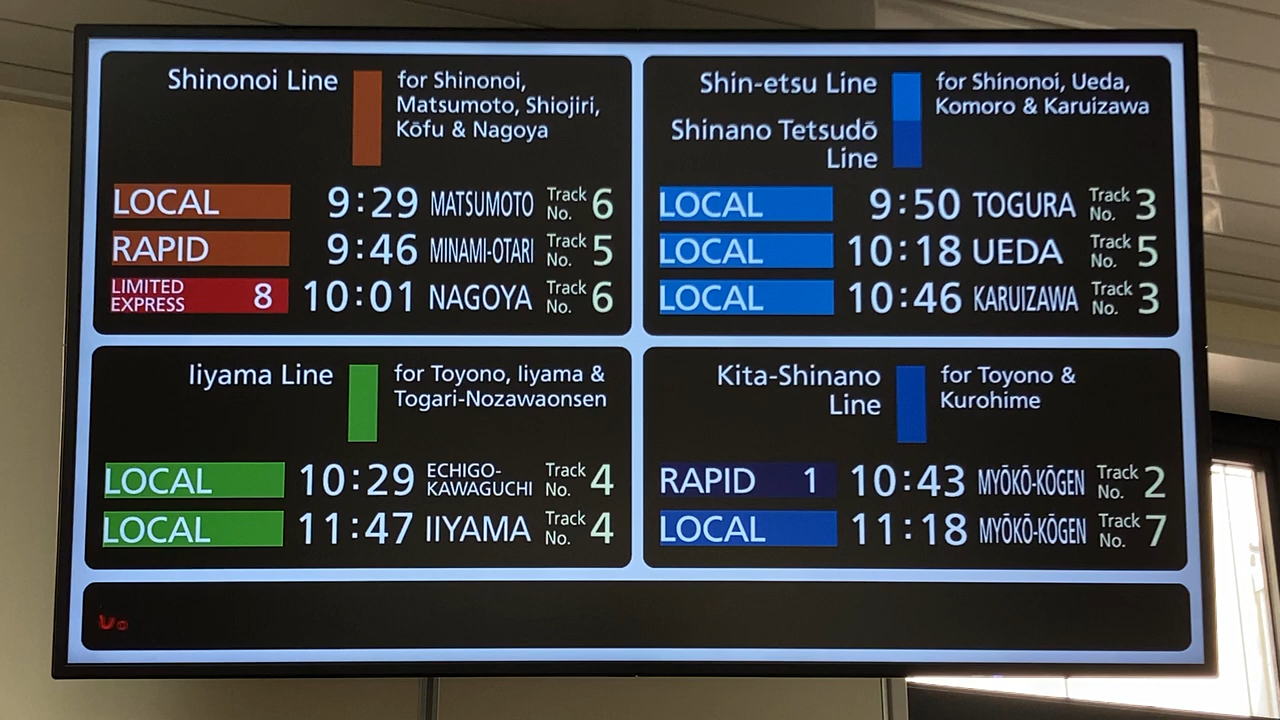 Shinonoi Line
for Shinonoi,
Matsumoto, Shiojiri,
Kōfu & Nagoya
LOCAL 9:29 MATSUMOTO Track No. 6
RAPID 9:46 MINAMI-OTARI Track No. 5
LIMITED EXPRESS 8 10:01 NAGOYA Track No. 6
Shin-etsu Line
Shinano Tetsudō
Line
for Shinonoi, Ueda,
Komoro & Karuizawa
LOCAL 9:50 TOGURA Track No. 3
LOCAL 10:18 UEDA Track No. 5
LOCAL 10:46 KARUIZAWA Track No. 3
Iiyama Line
for Toyono, Iiyama &
Togari-Nozawaonsen
LOCAL 10:29 ECHIGO-KAWAGUCHI Track No. 4
LOCAL 11:47 IIYAMA Track No. 4
Kita-Shinano
Line
for Toyono &
Kurohime
RAPID 1 10:43 MYŌKŌ-KŌGEN Track No. 2
LOCAL 11:18 MYŌKŌ-KŌGEN Track No. 7